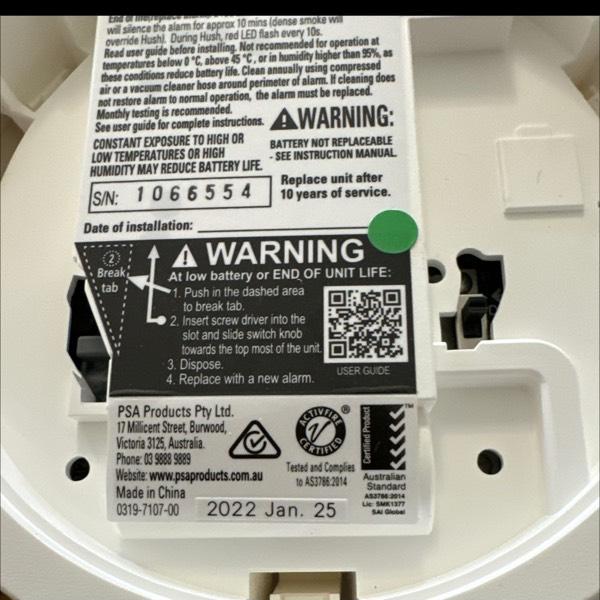 will silence the alarm for approx 10 mins (dense smoke will
override Hush). During Hush, red LED flash every 10s.
Read user guide before installing. Not recommended for operation at
temperatures below 0 °C, above 45 °C, or in humidity higher than 95%, as
these conditions reduce battery life. Clean annually using compressed
air or a vacuum cleaner hose around perimeter of alarm. If cleaning does
not restore alarm to normal operation, the alarm must be replaced.
Monthly testing is recommended.
See user guide for complete instructions.
CONSTANT EXPOSURE TO HIGH OR
LOW TEMPERATURES OR HIGH
HUMIDITY MAY REDUCE BATTERY LIFE.
WARNING:
BATTERY NOT REPLACEABLE
- SEE INSTRUCTION MANUAL.
S/N: 1066554
Replace unit after
10 years of service.
Date of installation:
2
Break
tab
WARNING
At low battery or END OF UNIT LIFE:
1. Push in the dashed area
to break tab.
2. Insert screw driver into the
slot and slide switch knob
towards the top most of the unit.
3. Dispose.
4. Replace with a new alarm.
USER GUIDE
PSA Products Pty Ltd.
17 Millicent Street, Burwood,
Victoria 3125, Australia.
Phone: 03 9888 9889
Website: www.psaproducts.com.au
Made in China
0319-7107-00
2022 Jan. 25
ACTIVFIRE
CERTIFIED
®
Tested and Complies
to AS3786:2014
Certified Product
TM
Australian
Standard
AS3786:2014
Lic: SMK1377
SAI Global